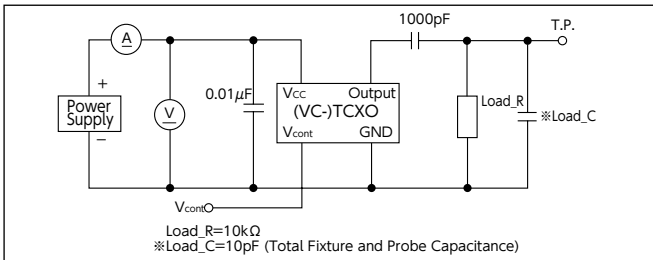 1000pF
T.P.
A
0.01μF
Vcc
Output
Load_R
+
Power
Supply
V
(VC-)TCXO
※Load_C
−
Vcont
GND
Vcont
Load_R=10kΩ
※Load_C=10pF (Total Fixture and Probe Capacitance)